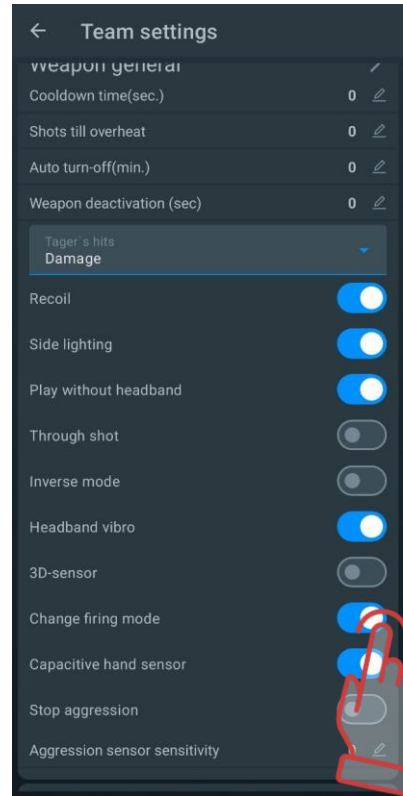 Team settings
Weapon general
Cooldown time(sec.) 0
Shots till overheat 0
Auto turn-off(min.) 0
Weapon deactivation (sec) 0
Tager`s hits
Damage
Recoil
Side lighting
Play without headband
Through shot
Inverse mode
Headband vibro
3D-sensor
Change firing mode
Capacitive hand sensor
Stop aggression
Aggression sensor sensitivity